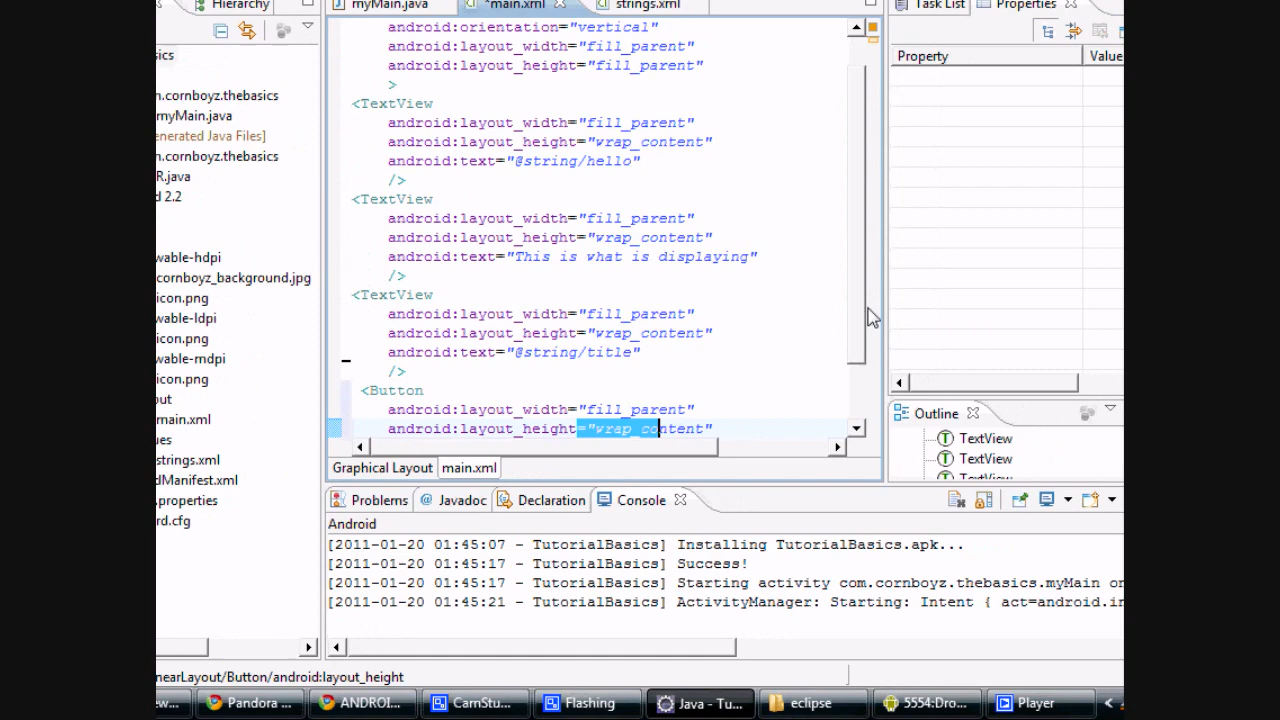 Hierarchy
myMain.java
*main.xml
strings.xml
Task List
Properties
sics
n.cornboyz.thebasics
myMain.java
enerated Java Files]
n.cornboyz.thebasics
R.java
d 2.2
wable-hdpi
cornboyz_background.jpg
icon.png
wable-ldpi
icon.png
wable-mdpi
icon.png
out
main.xml
ues
strings.xml
dManifest.xml
.properties
rd.cfg
android:orientation="vertical"
android:layout_width="fill_parent"
android:layout_height="fill_parent"
>
<TextView
android:layout_width="fill_parent"
android:layout_height="wrap_content"
android:text="@string/hello"
/>
<TextView
android:layout_width="fill_parent"
android:layout_height="wrap_content"
android:text="This is what is displaying"
/>
<TextView
android:layout_width="fill_parent"
android:layout_height="wrap_content"
android:text="@string/title"
/>
<Button
android:layout_width="fill_parent"
android:layout_height="wrap_content"
Graphical Layout
main.xml
Property
Value
Outline
TextView
TextView
Problems
Javadoc
Declaration
Console
Android
[2011-01-20 01:45:07 - TutorialBasics] Installing TutorialBasics.apk...
[2011-01-20 01:45:17 - TutorialBasics] Success!
[2011-01-20 01:45:17 - TutorialBasics] Starting activity com.cornboyz.thebasics.myMain on
[2011-01-20 01:45:21 - TutorialBasics] ActivityManager: Starting: Intent { act=android.in
nearLayout/Button/android:layout_height
ew...
Pandora ...
ANDROI...
CamStu...
Flashing
Java - Tu...
eclipse
5554:Dro...
Player